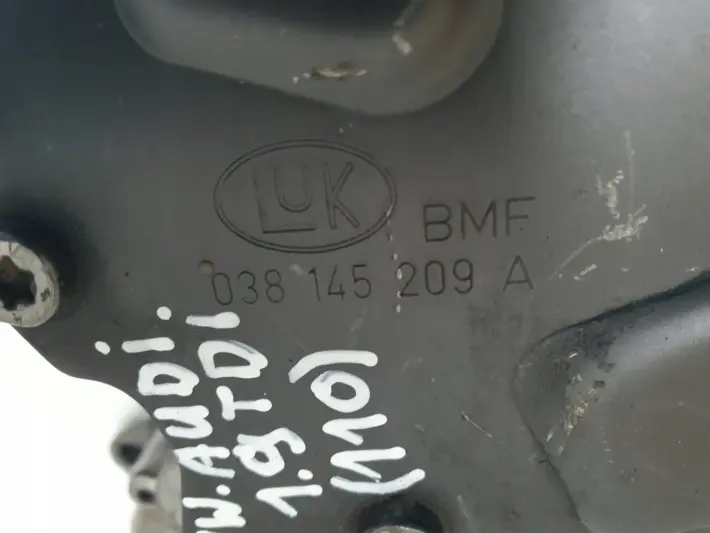 LUK BMF
038 145 209 A
W.AUDI.
1.9TDI
(110)